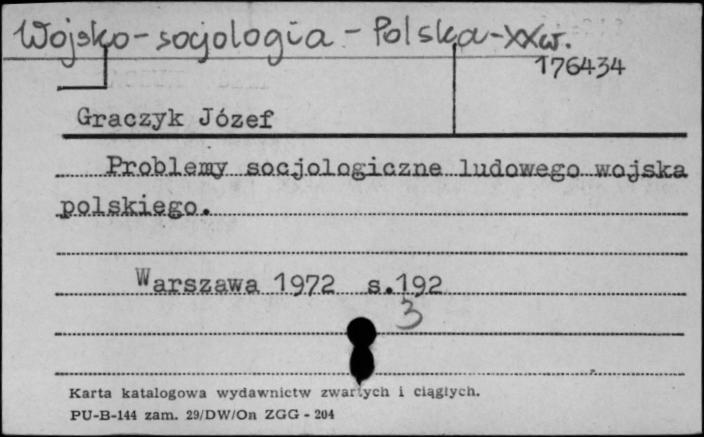 Wojsko - socjologia - Polska - XX w.
176434
Graczyk Józef
Problemy socjologiczne ludowego wojska
polskiego.
Warszawa 1972 s.192
3
Karta katalogowa wydawnictw zwartych i ciągłych.
PU-B-144 zam. 29/DW/On ZGG - 204